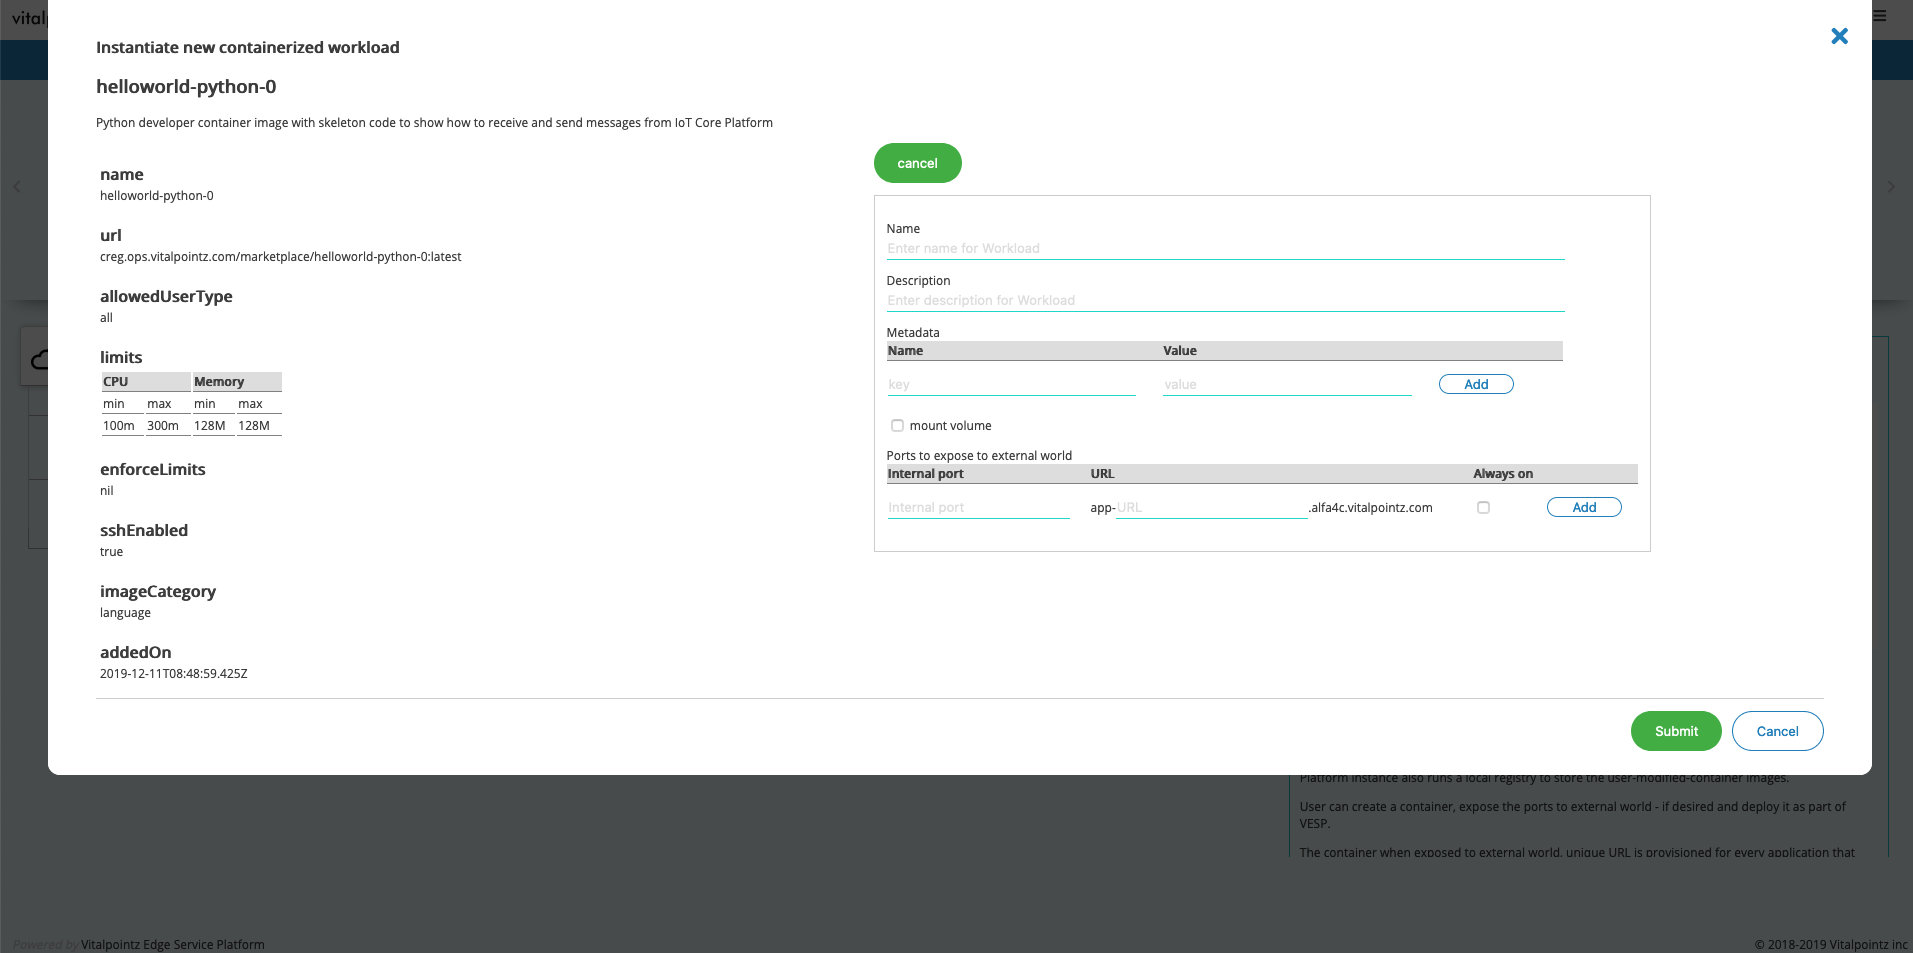 Instantiate new containerized workload
helloworld-python-0
Python developer container image with skeleton code to show how to receive and send messages from IoT Core Platform
name
helloworld-python-0
url
creg.ops.vitalpointz.com/marketplace/helloworld-python-0:latest
allowedUserType
all
limits
CPU Memory
min max min max
100m 300m 128M 128M
enforceLimits
nil
sshEnabled
true
imageCategory
language
addedOn
2019-12-11T08:48:59.425Z
cancel
Name
Enter name for Workload
Description
Enter description for Workload
Metadata
Name Value
key value Add
mount volume
Ports to expose to external world
Internal port URL Always on
Internal port app- URL .alfa4c.vitalpointz.com Add
Submit Cancel
Platform instance also runs a local registry to store the user-modified-container images.
User can create a container, expose the ports to external world - if desired and deploy it as part of
VESP.
The container when exposed to external world, unique URL is provisioned for every application that
Powered by Vitalpointz Edge Service Platform
© 2018-2019 Vitalpointz inc